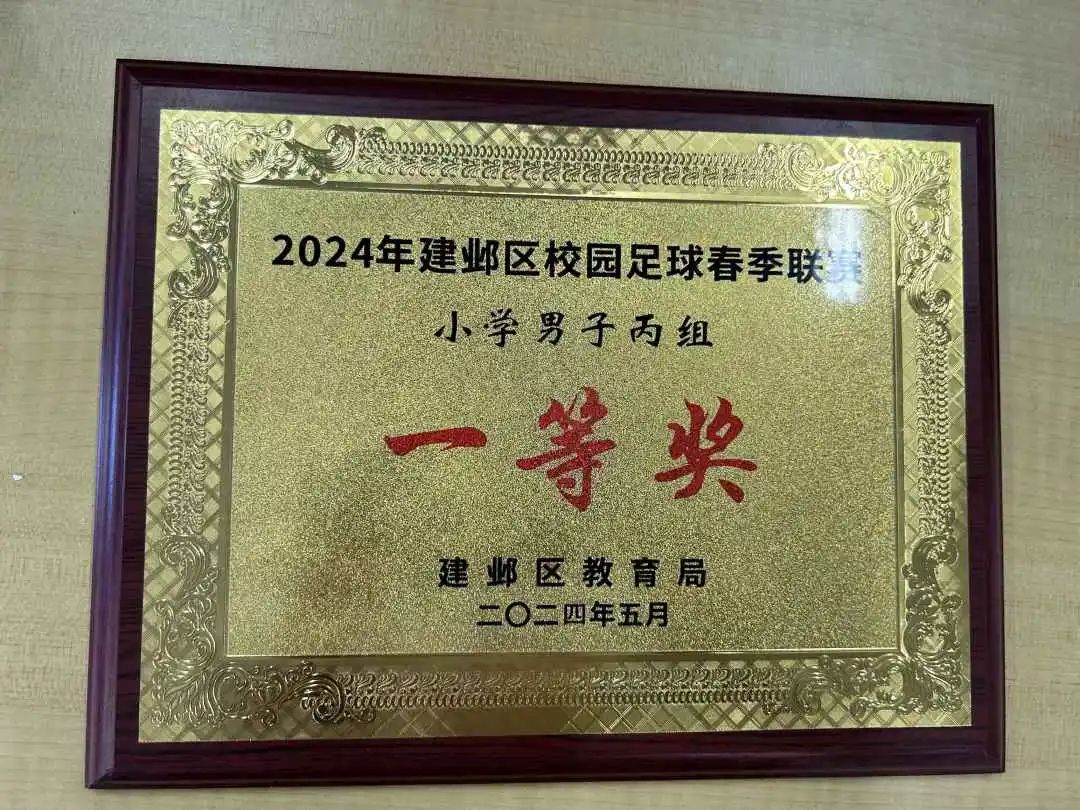 2024年建邺区校园足球春季联赛
小学男子丙组
一等奖
建邺区教育局
二〇二四年五月